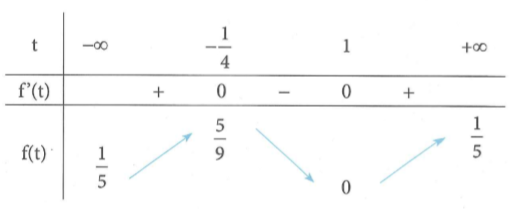 t −∞ −1/4 1 +∞
f'(t) + 0 − 0 +
f(t) 1/5 5/9 0 1/5